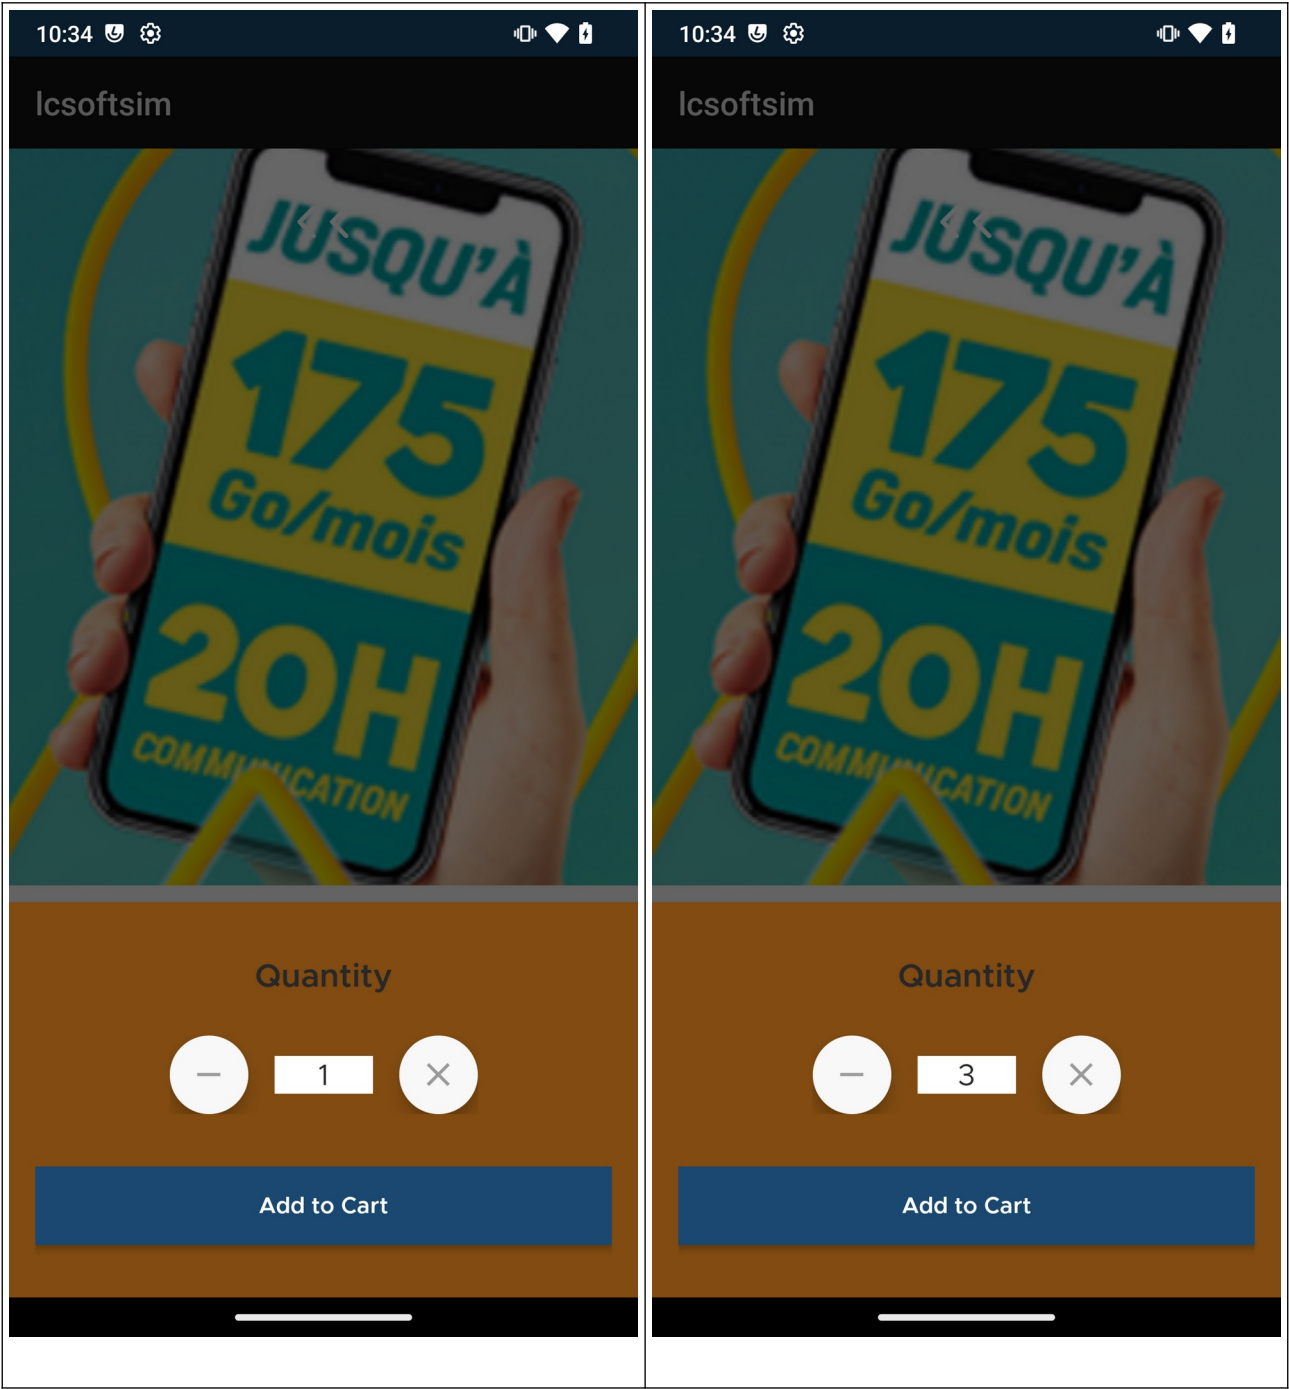 10:34
lcsoftsim
JUSQU'À
175
Go/mois
20H
COMMUNICATION
Quantity
1
Add to Cart
10:34
lcsoftsim
JUSQU'À
175
Go/mois
20H
COMMUNICATION
Quantity
3
Add to Cart